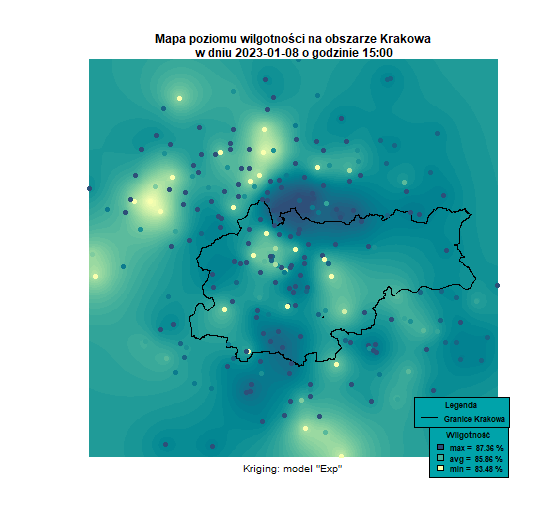 Mapa poziomu wilgotności na obszarze Krakowa
w dniu 2023-01-08 o godzinie 15:00
Legenda
Granice Krakowa
Wilgotność
max = 87.36 %
avg = 85.86 %
min = 83.48 %
Kriging: model "Exp"